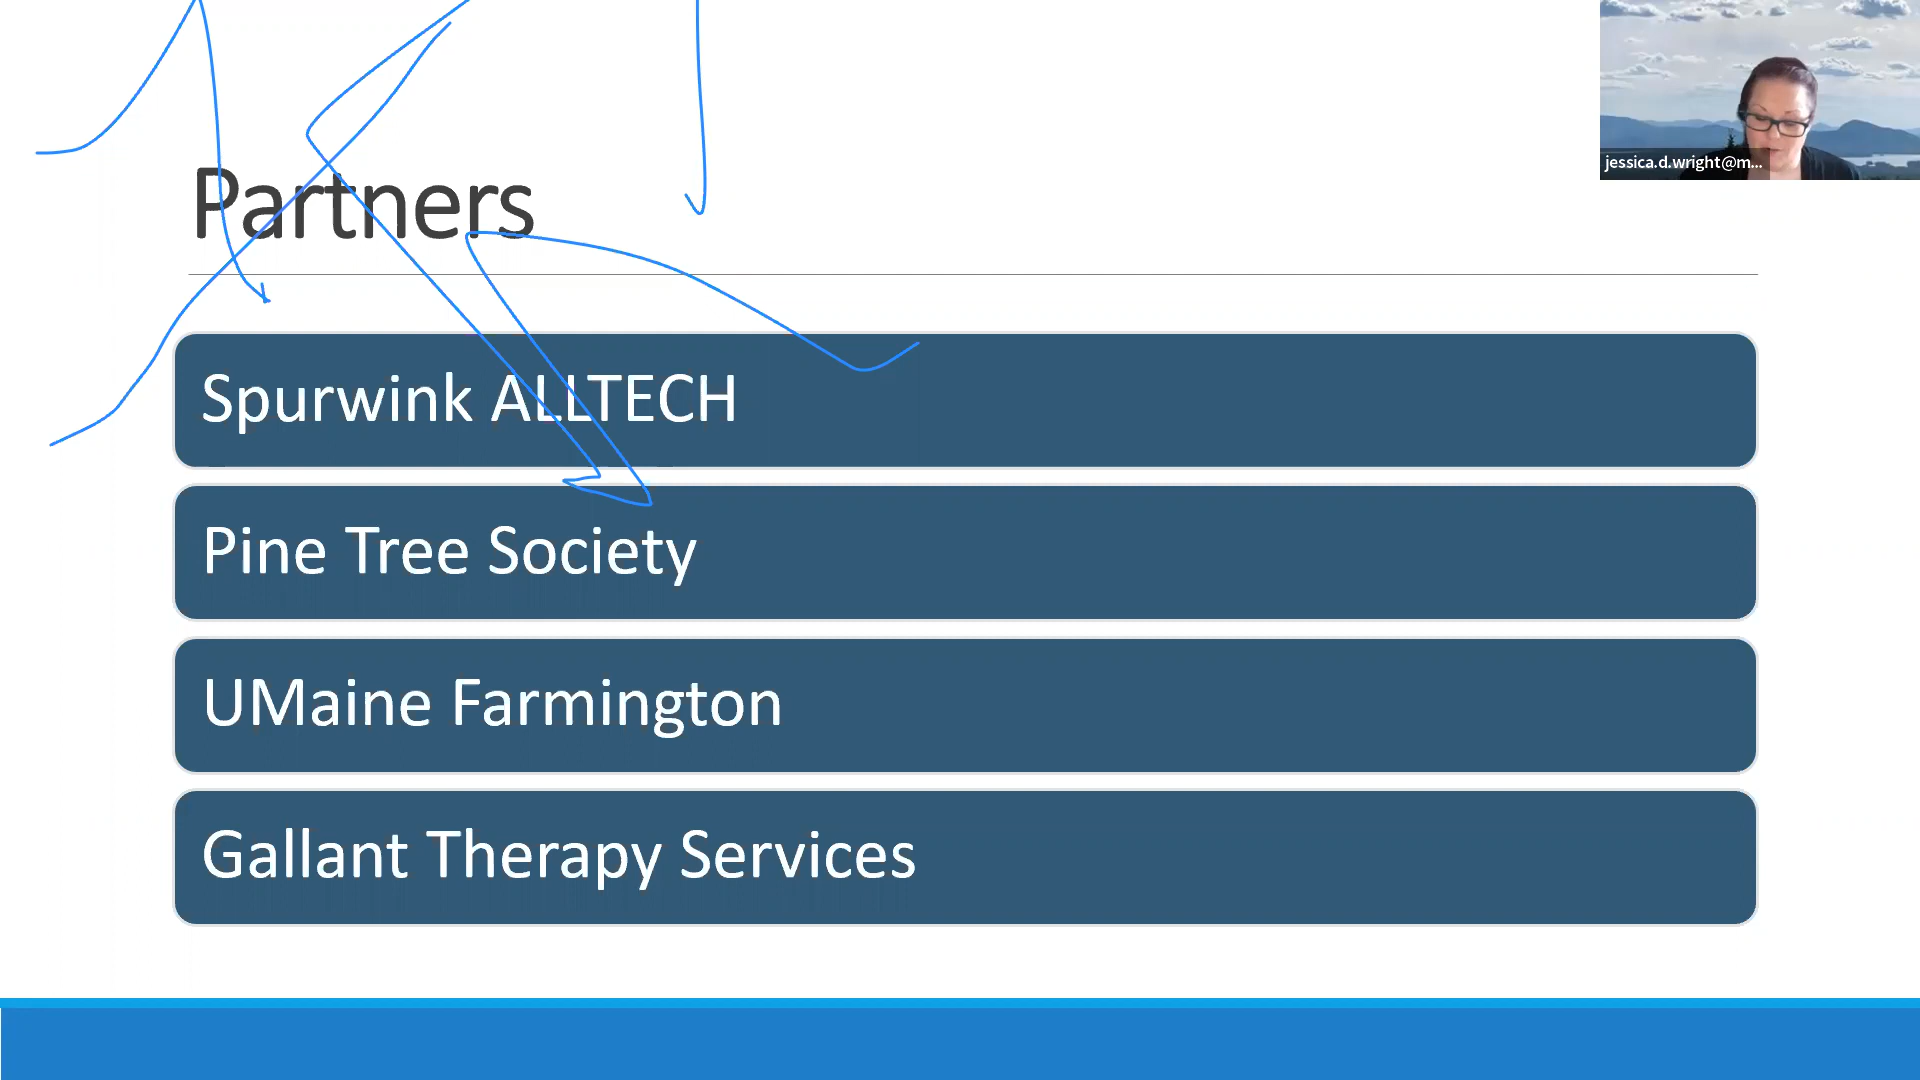 jessica.d.wright@m...
Partners
Spurwink ALLTECH
Pine Tree Society
UMaine Farmington
Gallant Therapy Services